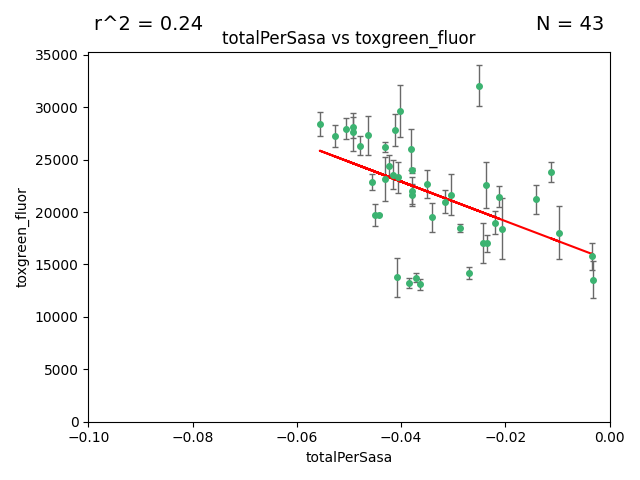 r^2 = 0.24
N = 43
totalPerSasa vs toxgreen_fluor
35000
30000
25000
20000
15000
10000
5000
0
toxgreen_fluor
−0.10
−0.08
−0.06
−0.04
−0.02
0.00
totalPerSasa